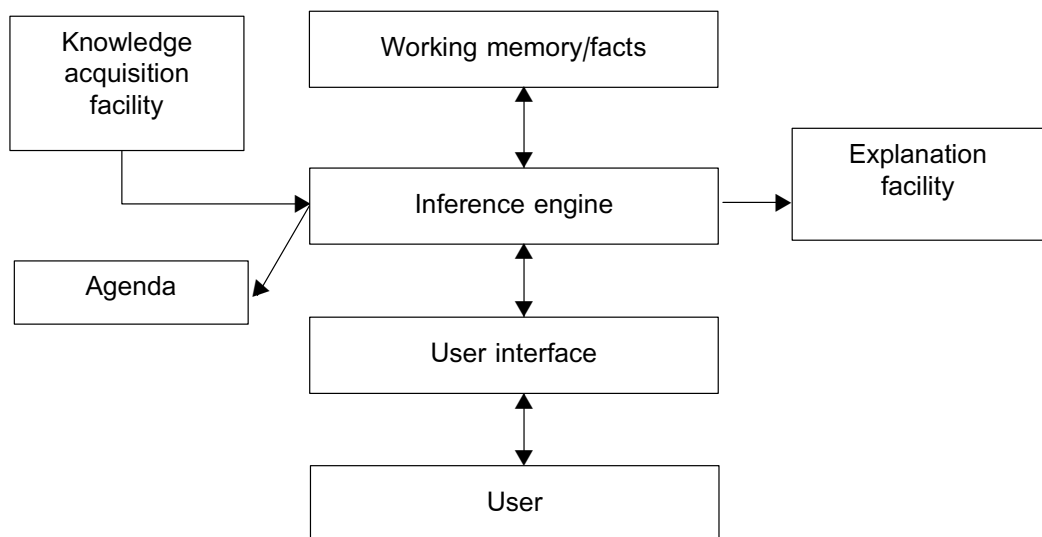 Knowledge
acquisition
facility
Working memory/facts
Explanation
facility
Inference engine
Agenda
User interface
User